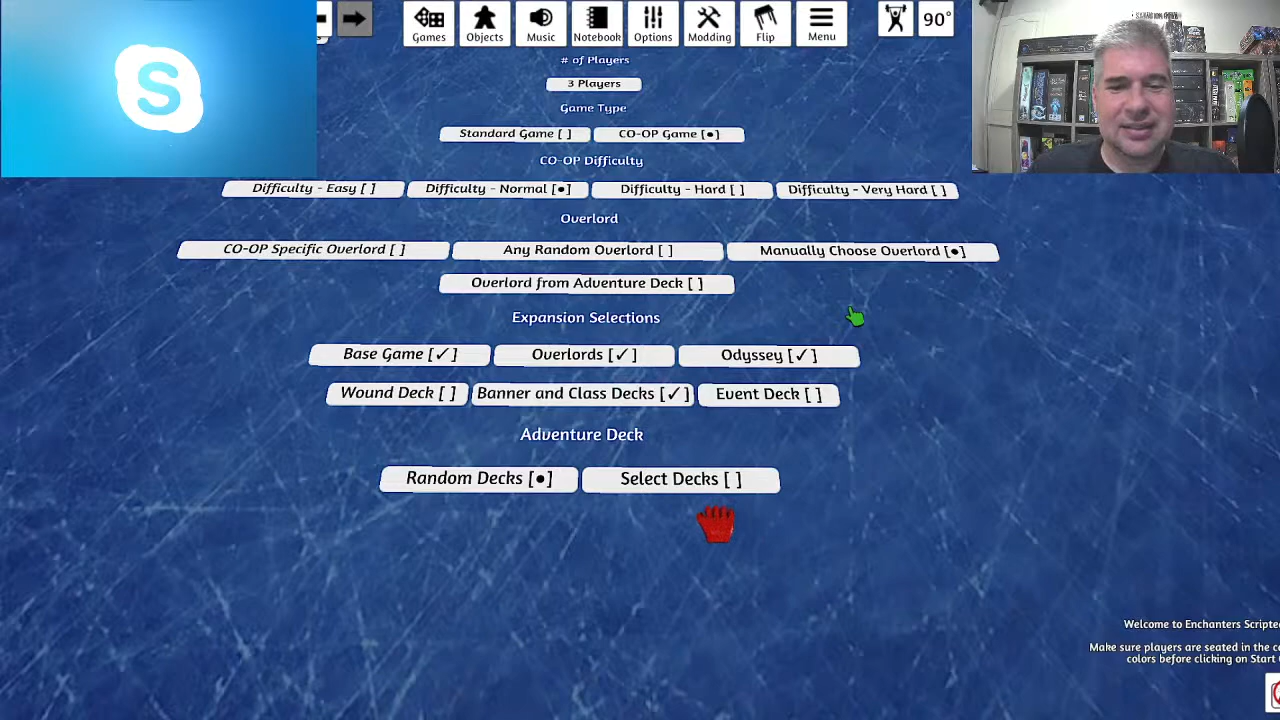 S
Games Objects Music Notebook Options Modding Flip Menu 90°
# of Players
3 Players
Game Type
Standard Game [ ] CO-OP Game [•]
CO-OP Difficulty
Difficulty - Easy [ ] Difficulty - Normal [•] Difficulty - Hard [ ] Difficulty - Very Hard [ ]
Overlord
CO-OP Specific Overlord [ ] Any Random Overlord [ ] Manually Choose Overlord [•]
Overlord from Adventure Deck [ ]
Expansion Selections
Base Game [✓] Overlords [✓] Odyssey [✓]
Wound Deck [ ] Banner and Class Decks [✓] Event Deck [ ]
Adventure Deck
Random Decks [•] Select Decks [ ]
Welcome to Enchanters Scripted
Make sure players are seated in the co
colors before clicking on Start